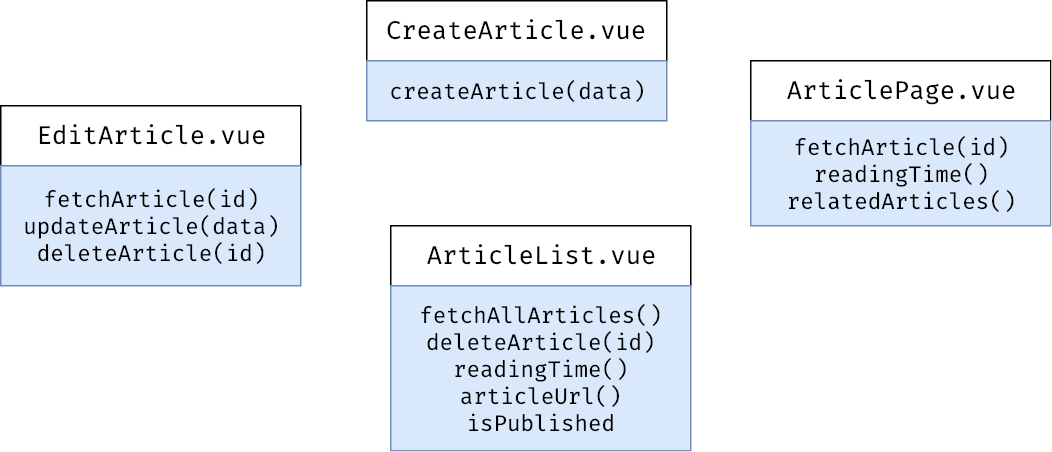 CreateArticle.vue
createArticle(data)
EditArticle.vue
fetchArticle(id)
updateArticle(data)
deleteArticle(id)
ArticlePage.vue
fetchArticle(id)
readingTime()
relatedArticles()
ArticleList.vue
fetchAllArticles()
deleteArticle(id)
readingTime()
articleUrl()
isPublished